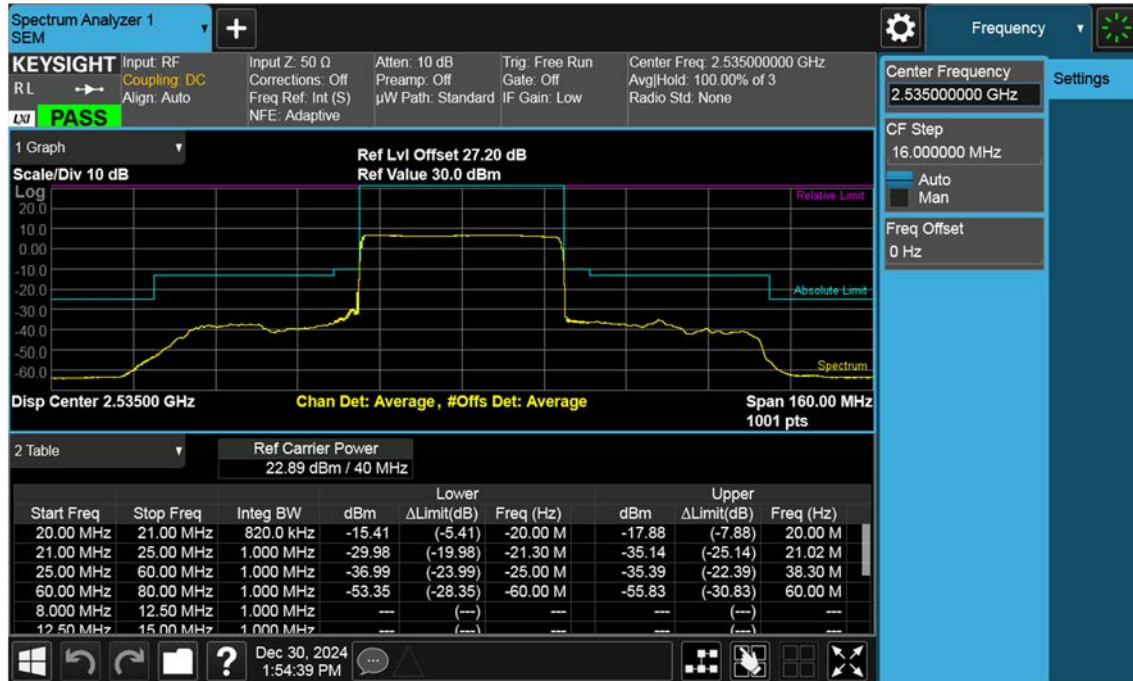 Spectrum Analyzer 1
SEM
Frequency
KEYSIGHT
Input: RF
Coupling: DC
Align: Auto
RL
LXI
PASS
Input Z: 50 Ω
Corrections: Off
Freq Ref: Int (S)
NFE: Adaptive
Atten: 10 dB
Preamp: Off
µW Path: Standard
Trig: Free Run
Gate: Off
IF Gain: Low
Center Freq: 2.535000000 GHz
Avg|Hold: 100.00% of 3
Radio Std: None
Center Frequency
2.535000000 GHz
Settings
CF Step
16.000000 MHz
Auto
Man
Freq Offset
0 Hz
1 Graph
Scale/Div 10 dB
Ref Lvl Offset 27.20 dB
Ref Value 30.0 dBm
Log
20.0
10.0
0.00
-10.0
-20.0
-30.0
-40.0
-50.0
-60.0
Relative Limit
Absolute Limit
Spectrum
Disp Center 2.53500 GHz
Chan Det: Average, #Offs Det: Average
Span 160.00 MHz
1001 pts
2 Table
Ref Carrier Power
22.89 dBm / 40 MHz
Lower Upper
Start Freq Stop Freq Integ BW dBm ΔLimit(dB) Freq (Hz) dBm ΔLimit(dB) Freq (Hz)
20.00 MHz 21.00 MHz 820.0 kHz -15.41 (-5.41) -20.00 M -17.88 (-7.88) 20.00 M
21.00 MHz 25.00 MHz 1.000 MHz -29.98 (-19.98) -21.30 M -35.14 (-25.14) 21.02 M
25.00 MHz 60.00 MHz 1.000 MHz -36.99 (-23.99) -25.00 M -35.39 (-22.39) 38.30 M
60.00 MHz 80.00 MHz 1.000 MHz -53.35 (-28.35) -60.00 M -55.83 (-30.83) 60.00 M
8.000 MHz 12.50 MHz 1.000 MHz --- (---) --- --- (---) ---
12.50 MHz 15.00 MHz 1.000 MHz --- (---) --- --- (---) ---
Dec 30, 2024
1:54:39 PM